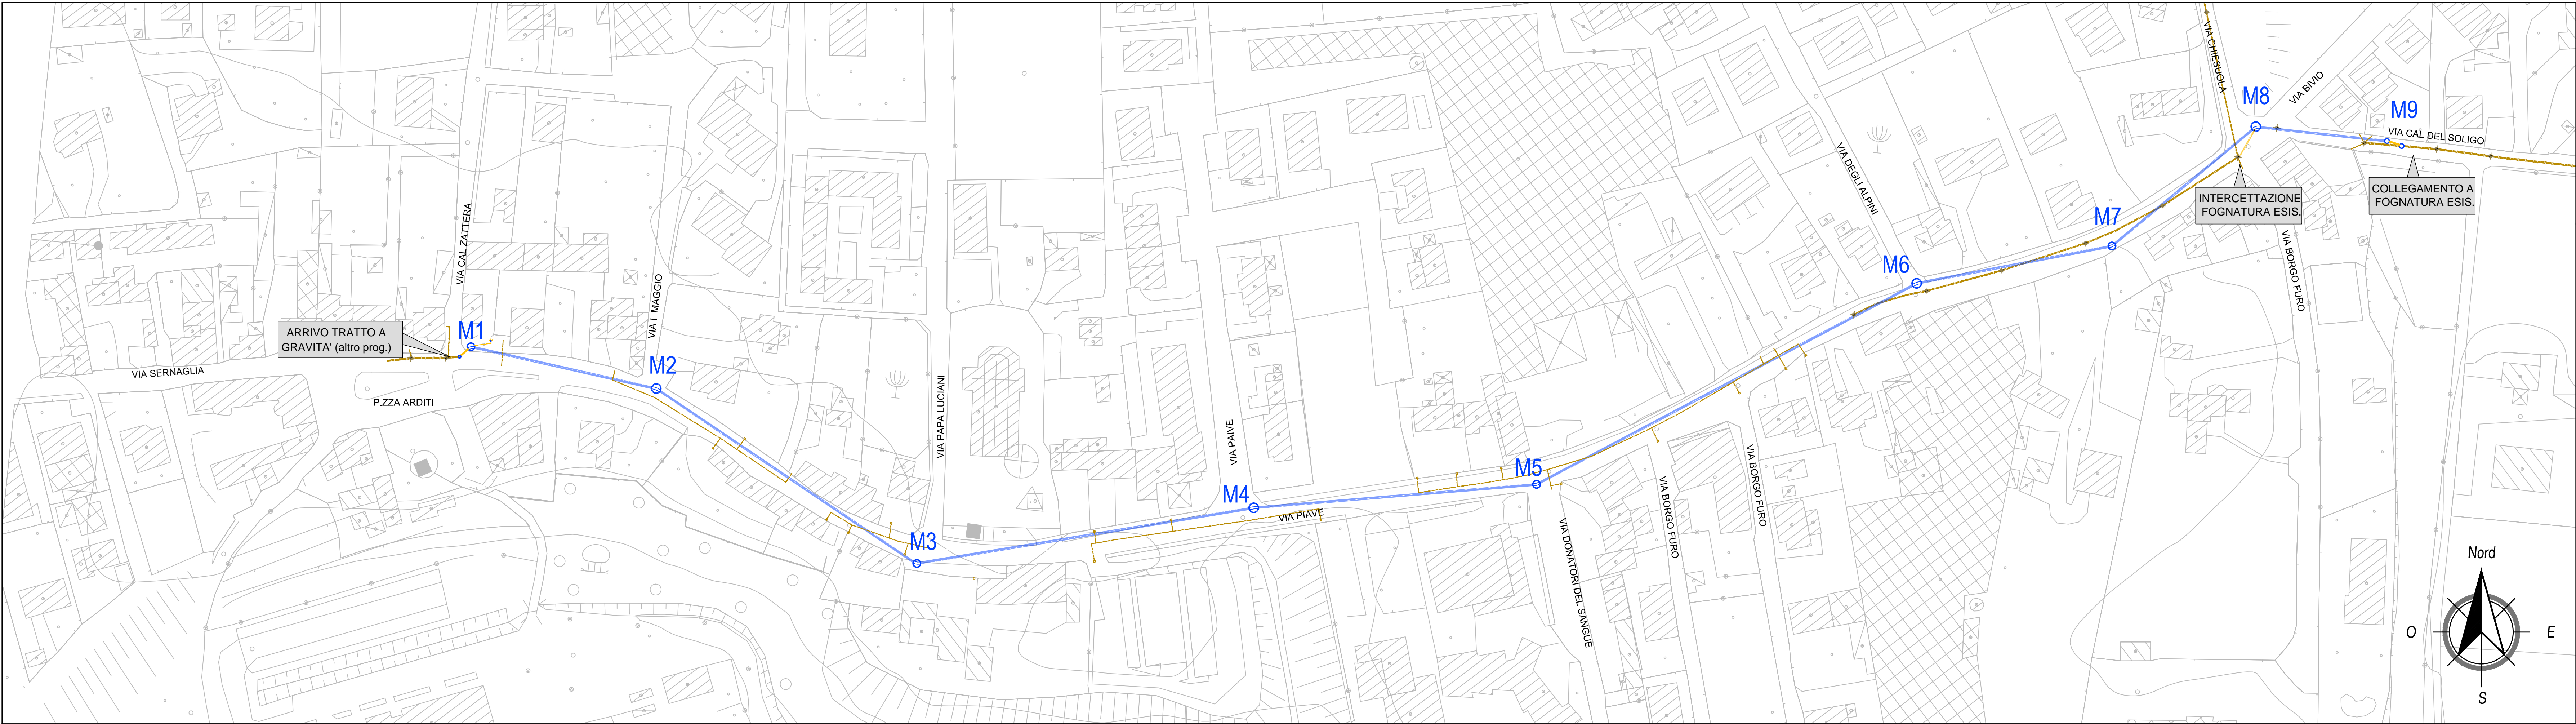 VIA CHIESUOLA
VIA BIVIO
M8
M9
VIA CAL DEL SOLIGO
VIA DEGLI ALPINI
COLLEGAMENTO A
FOGNATURA ESIS.
INTERCETTAZIONE
FOGNATURA ESIS.
M7
VIA CAL ZATTERA
VIA BORGO FURO
M6
VIA I MAGGIO
ARRIVO TRATTO A
GRAVITA' (altro prog.)
M1
M2
VIA SERNAGLIA
P.ZZA ARDITI
VIA PAPA LUCIANI
VIA PAIVE
M5
M4
VIA PIAVE
VIA BORGO FURO
VIA BORGO FURO
M3
VIA DONATORI DEL SANGUE
Nord
O
E
S